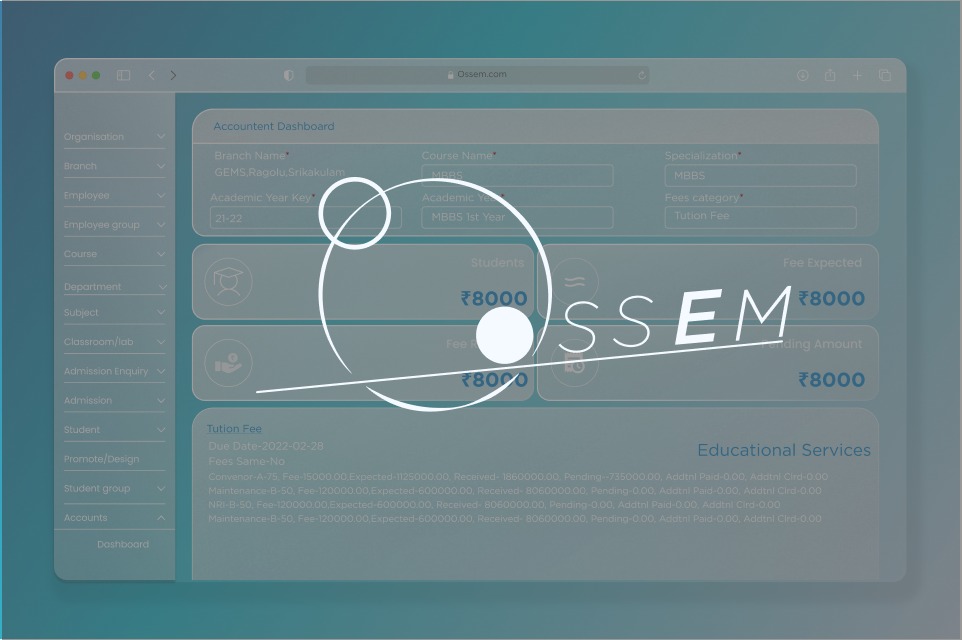 Ossem.com
Organisation
Branch
Employee
Employee group
Course
Department
Subject
Classroom/lab
Admission Enquiry
Admission
Student
Promote/Design
Student group
Accounts
Dashboard
Accountent Dashboard
Branch Name* Course Name* Specialization*
GEMS,Ragolu,Srikakulam MBBS MBBS
Academic Year Key* Academic Year* Fees category*
21-22 MBBS 1st Year Tution Fee
Students Fee Expected
₹8000 ₹8000
OSSEM
Fee Pending Amount
₹8000 ₹8000
Tution Fee
Due Date-2022-02-28
Educational Services
Fees Same-No
Convenor-A-75, Fee-15000.00,Expected-1125000.00, Received- 1860000.00, Pending--735000.00, Addtnl Paid-0.00, Addtnl Clrd-0.00
Maintenance-B-50, Fee-120000.00,Expected-600000.00, Received- 8060000.00, Pending-0.00, Addtnl Paid-0.00, Addtnl Clrd-0.00
NRI-B-50, Fee-120000.00,Expected-600000.00, Received- 8060000.00, Pending-0.00, Addtnl Paid-0.00, Addtnl Clrd-0.00
Maintenance-B-50, Fee-120000.00,Expected-600000.00, Received- 8060000.00, Pending-0.00, Addtnl Paid-0.00, Addtnl Clrd-0.00